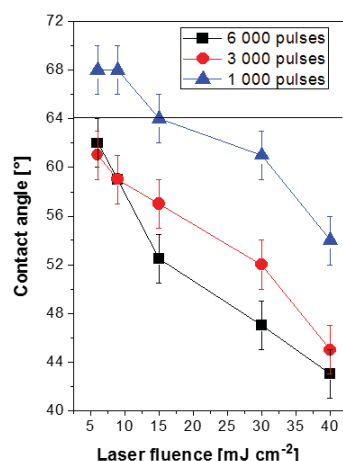 72
68
64
60
56
52
48
44
40
Contact angle [°]
6 000 pulses
3 000 pulses
1 000 pulses
5 10 15 20 25 30 35 40
Laser fluence [mJ cm⁻²]